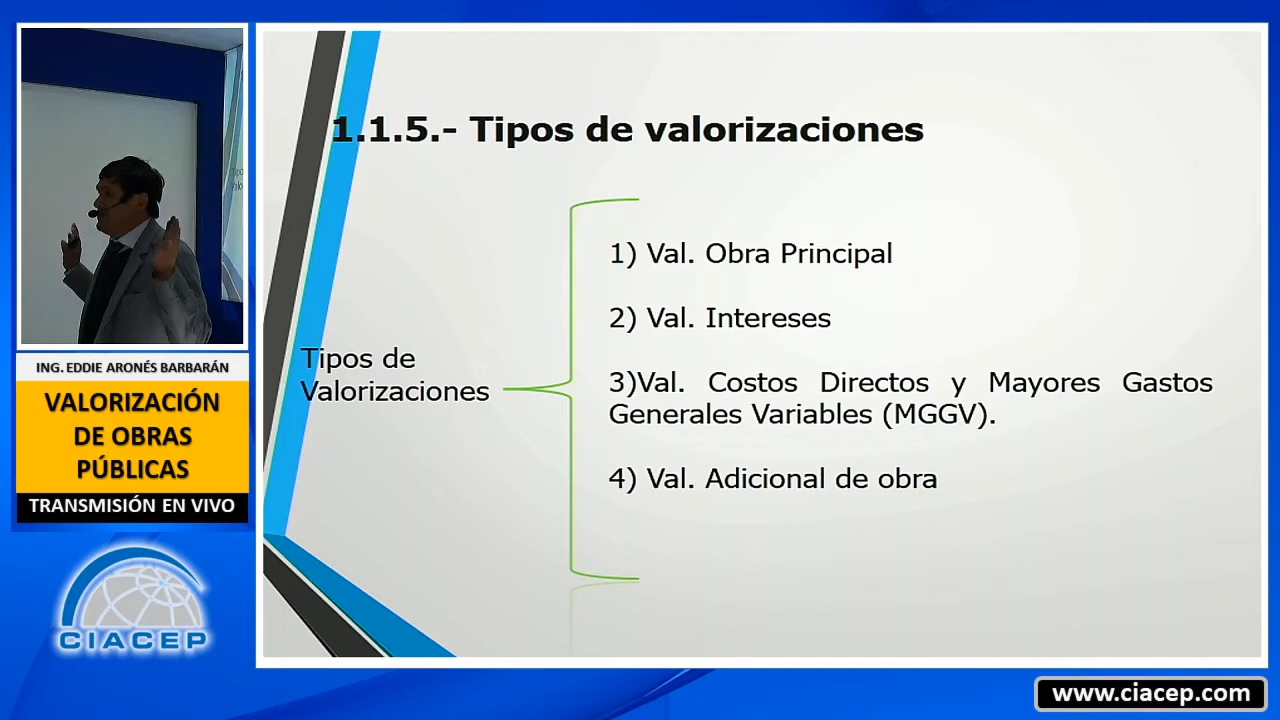 ING. EDDIE ARONÉS BARBARÁN
VALORIZACIÓN
DE OBRAS
PÚBLICAS
TRANSMISIÓN EN VIVO
CIACEP
1.1.5.- Tipos de valorizaciones
Tipos de
Valorizaciones
1) Val. Obra Principal
2) Val. Intereses
3)Val. Costos Directos y Mayores Gastos
Generales Variables (MGGV).
4) Val. Adicional de obra
www.ciacep.com